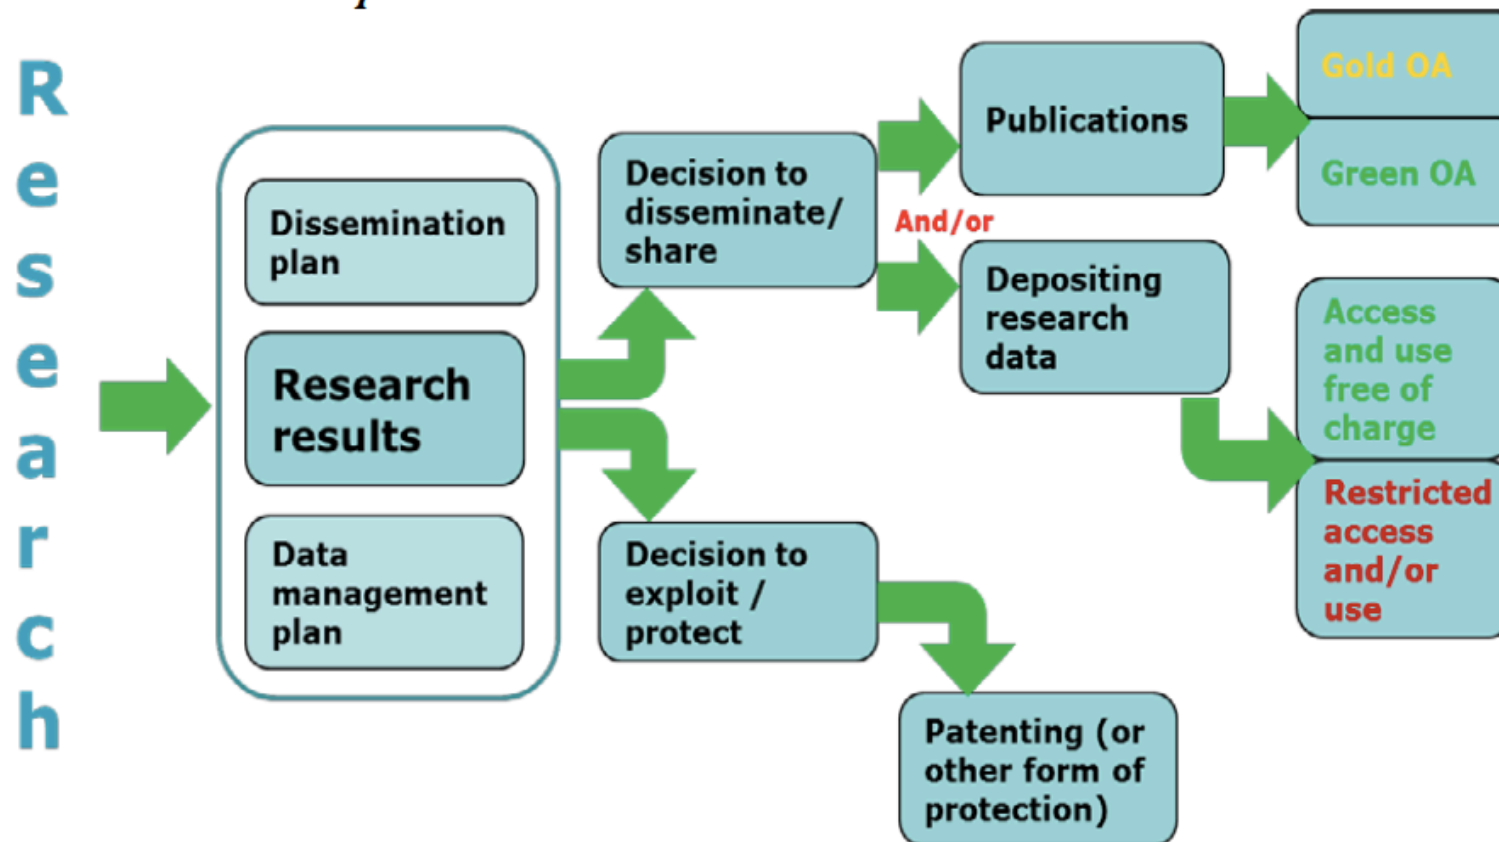 Research
Dissemination
plan
Research
results
Data
management
plan
Decision to
disseminate/
share
And/or
Decision to
exploit /
protect
Publications
Depositing
research
data
Patenting (or
other form of
protection)
Gold OA
Green OA
Access
and use
free of
charge
Restricted
access
and/or
use